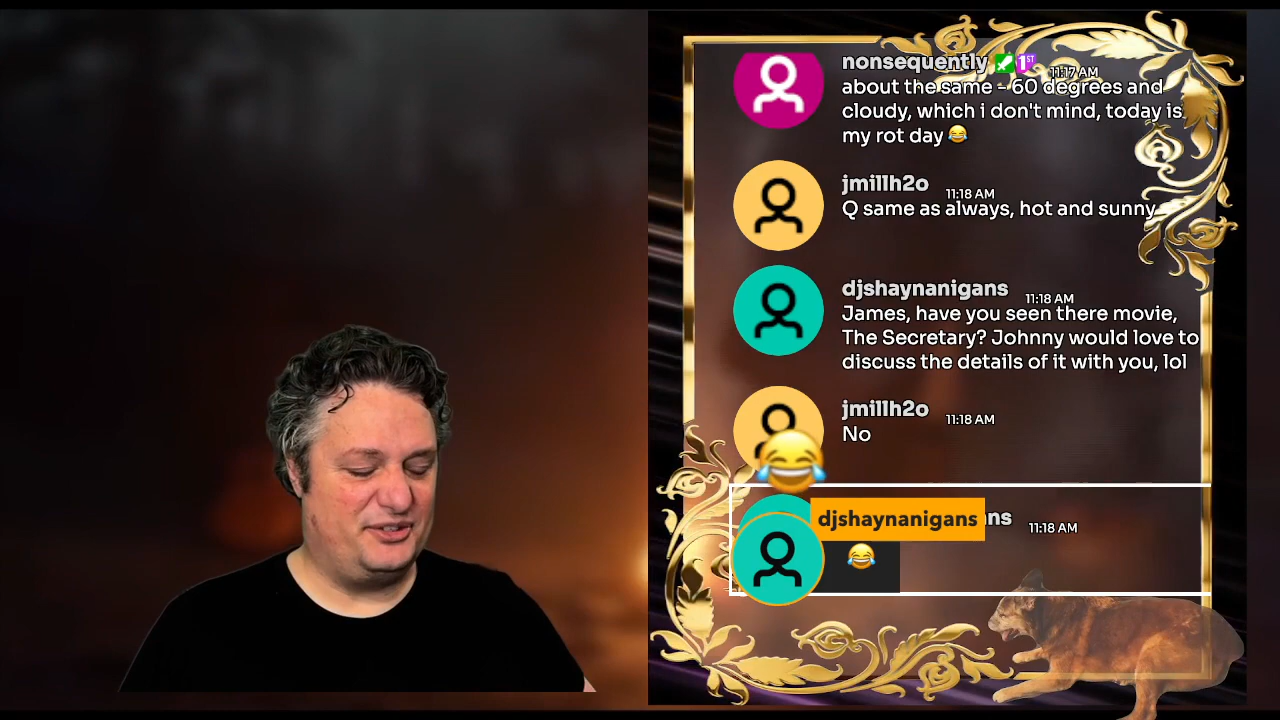 nonsequently 1ST 11:17 AM
about the same - 60 degrees and
cloudy, which i don't mind, today is
my rot day 😂
jmillh2o 11:18 AM
Q same as always, hot and sunny
djshaynanigans 11:18 AM
James, have you seen there movie,
The Secretary? Johnny would love to
discuss the details of it with you, lol
jmillh2o 11:18 AM
No
djshaynanigans ns 11:18 AM
😂